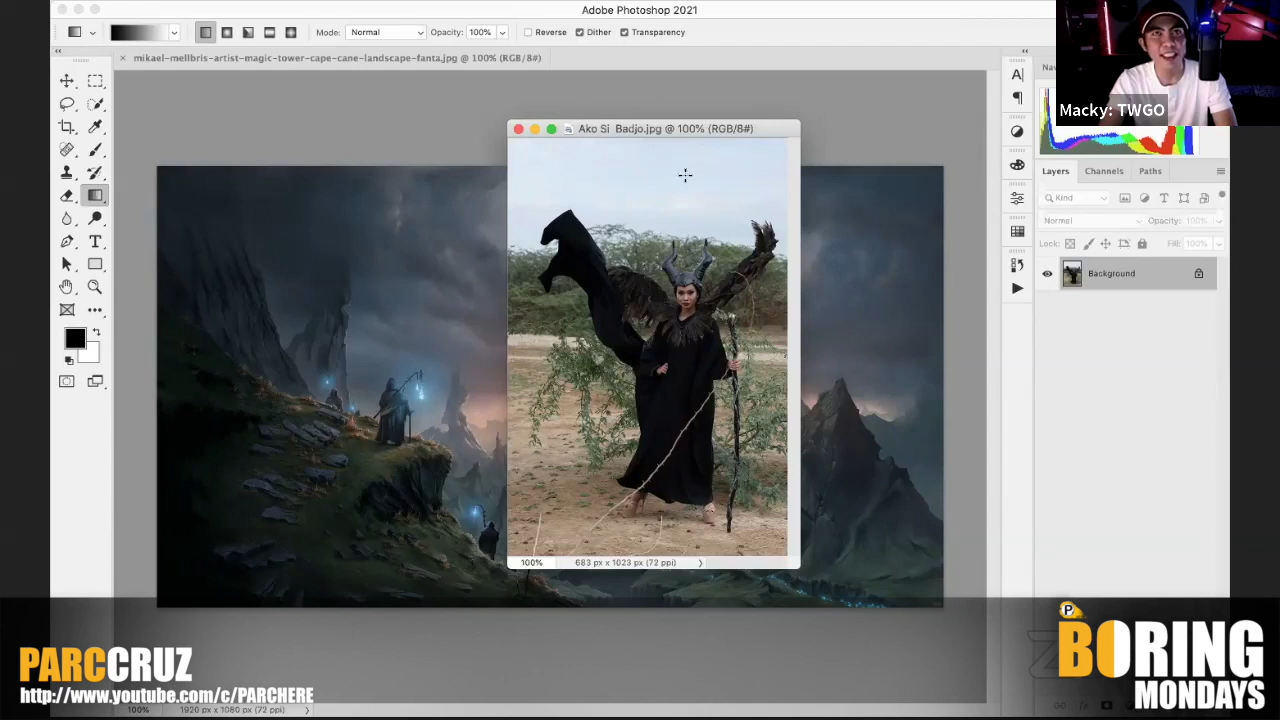 Adobe Photoshop 2021
Mode: Normal Opacity: 100% Reverse Dither Transparency
mikael-mellbris-artist-magic-tower-cape-cane-landscape-fanta.jpg @ 100% (RGB/8#)
Macky: TWGO
Ako Si Badjo.jpg @ 100% (RGB/8#)
Layers Channels Paths
Kind
Normal Opacity: 100%
Lock: Fill: 100%
Background
100% 683 px x 1023 px (72 ppi)
PARCCRUZ
http://www.youtube.com/c/PARCHERE
P
BORING
MONDAYS
100% 1920 px x 1080 px (72 ppi)